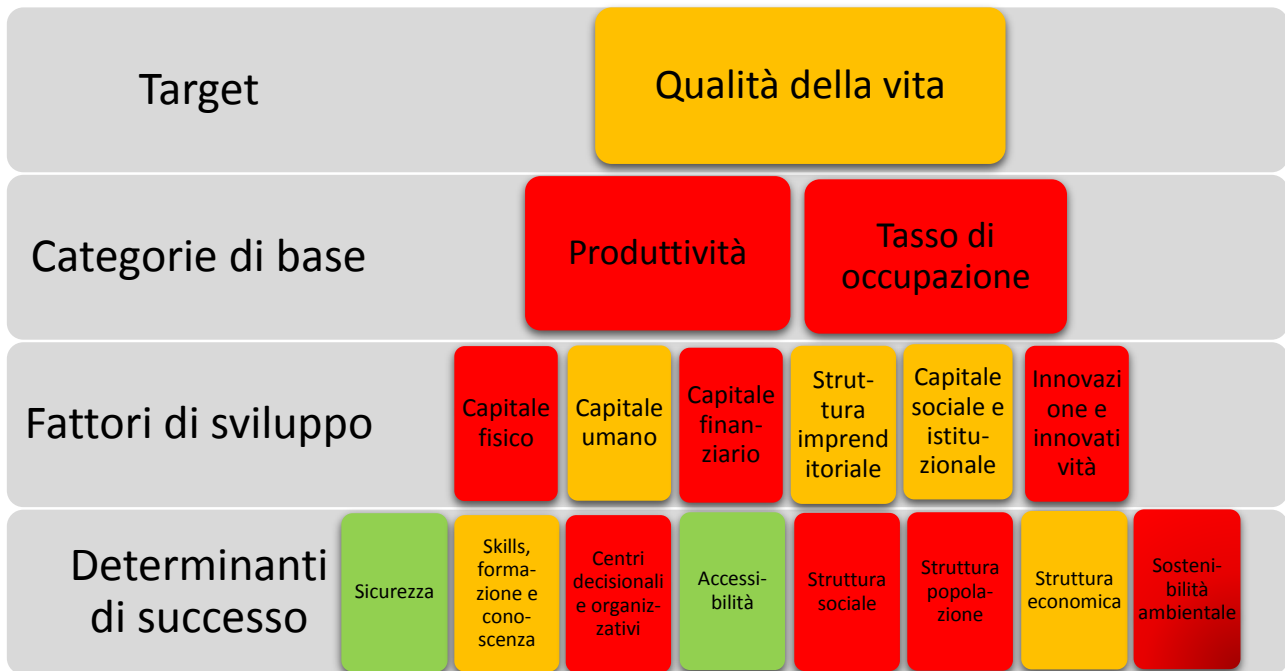 Target
Qualità della vita
Categorie di base
Produttività
Tasso di
occupazione
Fattori di sviluppo
Capitale
fisico
Capitale
umano
Capitale
finan-
ziario
Strut-
tura
imprend
itoriale
Capitale
sociale e
istitu-
zionale
Innovazi
one e
innovati
vità
Determinanti
di successo
Sicurezza
Skills,
forma-
zione e
cono-
scenza
Centri
decisionali
e organiz-
zativi
Accessi-
bilità
Struttura
sociale
Struttura
popola-
zione
Struttura
economica
Sosteni-
bilità
ambientale